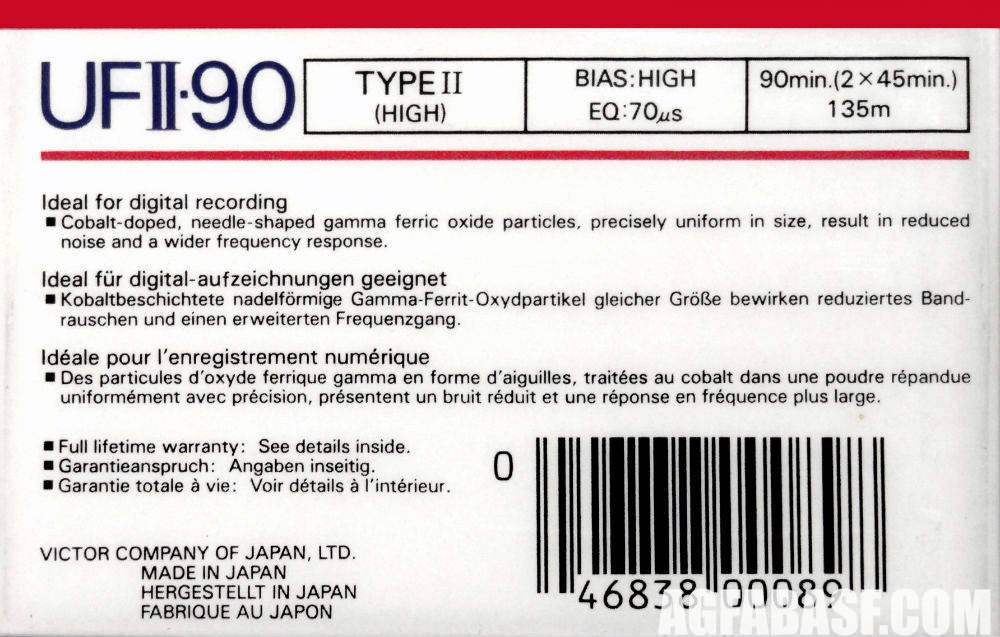 UFII·90
TYPE II
(HIGH)
BIAS:HIGH
EQ:70µs
90min.(2×45min.)
135m
Ideal for digital recording
■ Cobalt-doped, needle-shaped gamma ferric oxide particles, precisely uniform in size, result in reduced
noise and a wider frequency response.
Ideal für digital-aufzeichnungen geeignet
■ Kobaltbeschichtete nadelförmige Gamma-Ferrit-Oxydpartikel gleicher Größe bewirken reduziertes Band-
rauschen und einen erweiterten Frequenzgang.
Idéale pour l'enregistrement numérique
■ Des particules d'oxyde ferrique gamma en forme d'aiguilles, traitées au cobalt dans une poudre répandue
uniformément avec précision, présentent un bruit réduit et une réponse en fréquence plus large.
■ Full lifetime warranty: See details inside.
■ Garantieanspruch: Angaben inseitig.
■ Garantie totale à vie: Voir détails à l'intérieur.
VICTOR COMPANY OF JAPAN, LTD.
MADE IN JAPAN
HERGESTELLT IN JAPAN
FABRIQUE AU JAPON
0 46838 00089
AGFABASF.COM